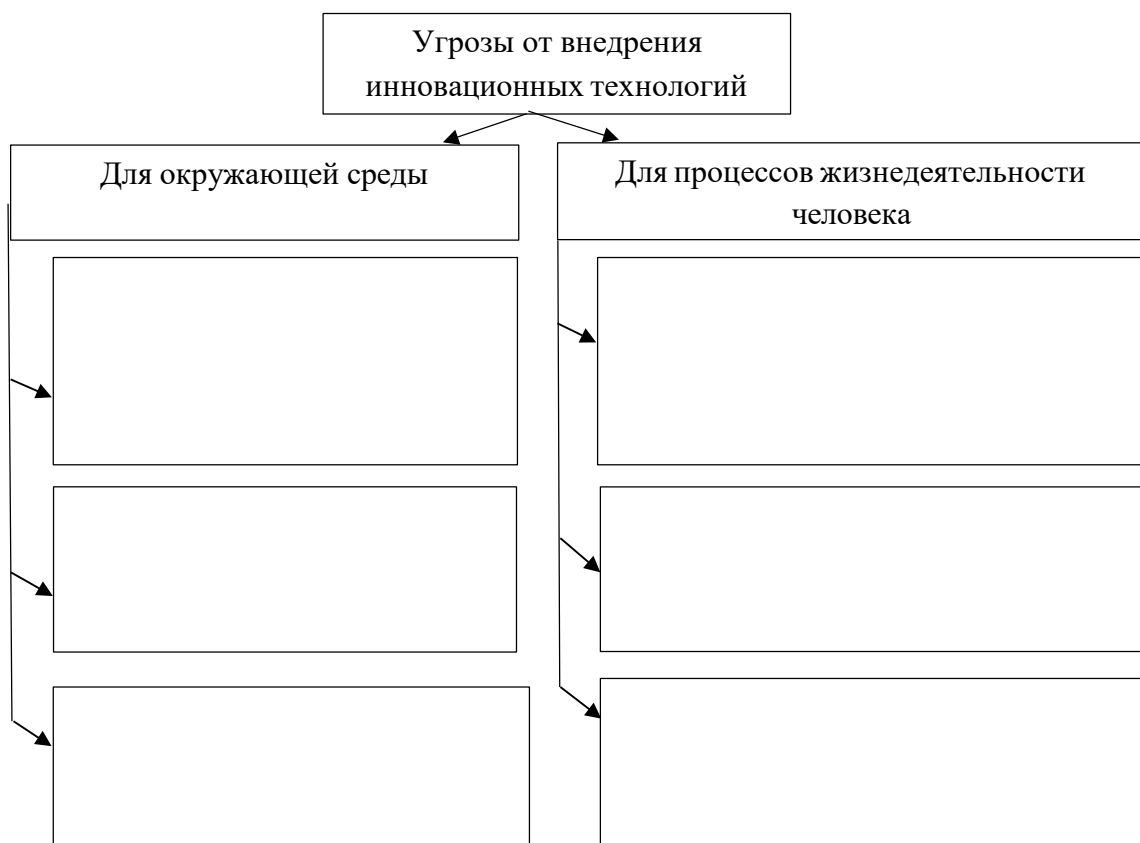 Угрозы от внедрения
инновационных технологий
Для окружающей среды
Для процессов жизнедеятельности
человека